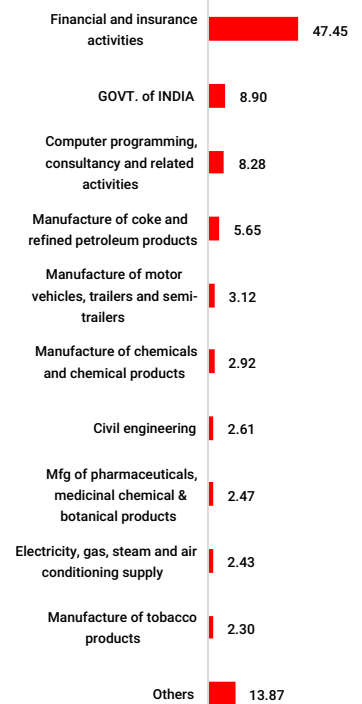 Financial and insurance
activities
47.45
GOVT. of INDIA
8.90
Computer programming,
consultancy and related
activities
8.28
Manufacture of coke and
refined petroleum products
5.65
Manufacture of motor
vehicles, trailers and semi-
trailers
3.12
Manufacture of chemicals
and chemical products
2.92
Civil engineering
2.61
Mfg of pharmaceuticals,
medicinal chemical &
botanical products
2.47
Electricity, gas, steam and air
conditioning supply
2.43
Manufacture of tobacco
products
2.30
Others
13.87